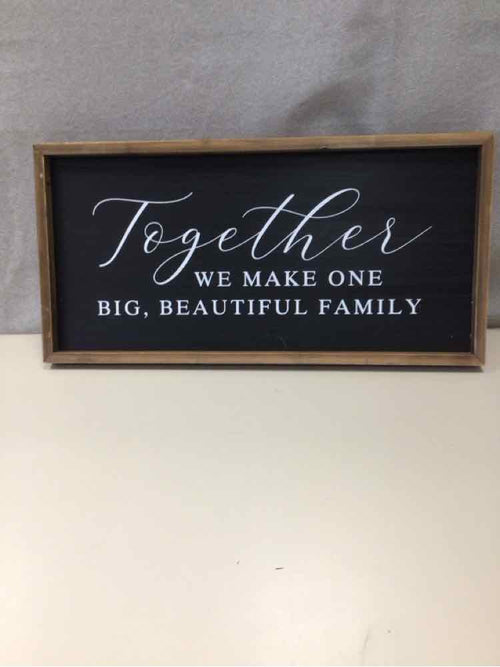 Together
WE MAKE ONE
BIG, BEAUTIFUL FAMILY